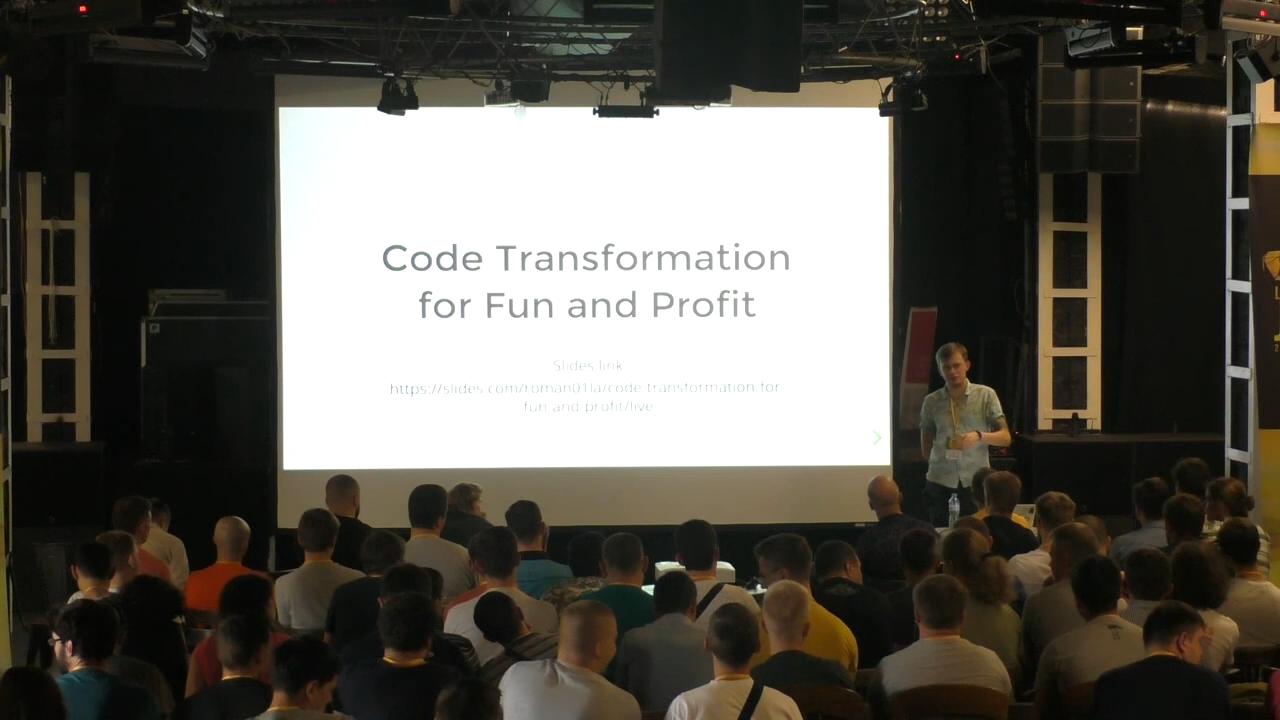 Code Transformation
for Fun and Profit
Slides link
https://slides.com/roman01la/code-transformation-for-
fun-and-profit/live